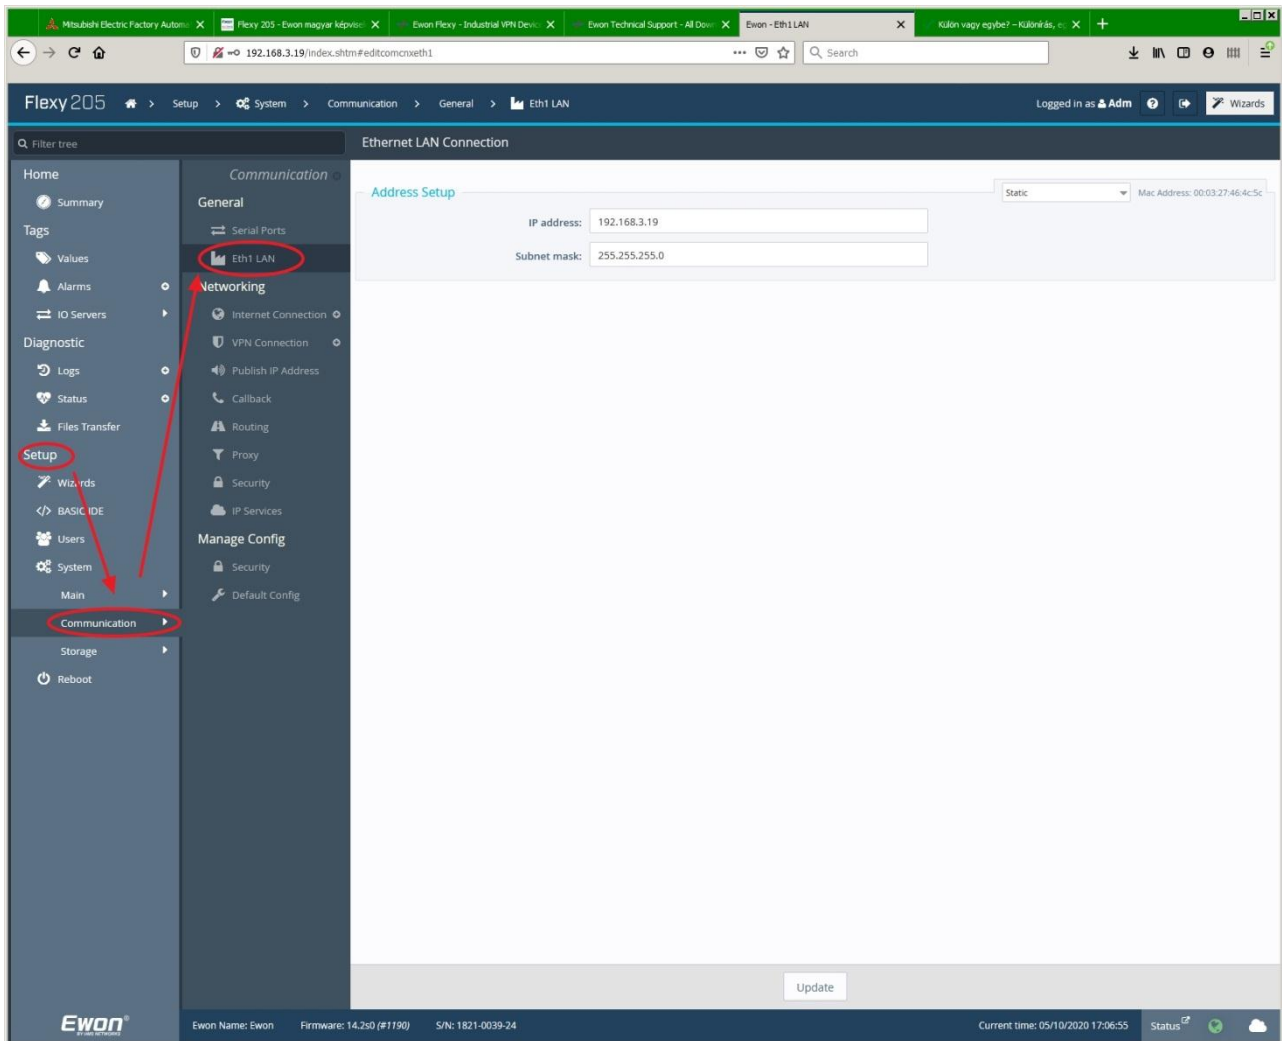 Mitsubishi Electric Factory Autom
Flexy 205 - Ewon magyar képvise
Ewon Flexy - Industrial VPN Devic
Ewon Technical Support - All Dow
Ewon - Eth1 LAN
Külön vagy egybe? – Különírás, e
192.168.3.19/index.shtm#editcomcnxeth1
Search
Flexy 205 > Setup > System > Communication > General > Eth1 LAN
Logged in as Adm
Wizards
Filter tree
Ethernet LAN Connection
Home
Summary
Tags
Values
Alarms
IO Servers
Diagnostic
Logs
Status
Files Transfer
Setup
Wizards
</> BASIC IDE
Users
System
Main
Communication
Storage
Reboot
Communication
General
Serial Ports
Eth1 LAN
Networking
Internet Connection
VPN Connection
Publish IP Address
Callback
Routing
Proxy
Security
IP Services
Manage Config
Security
Default Config
Address Setup
Static
Mac Address: 00:03:27:46:4c:5c
IP address: 192.168.3.19
Subnet mask: 255.255.255.0
Update
Ewon®
BY HMS NETWORKS
Ewon Name: Ewon Firmware: 14.2s0 (#1190) S/N: 1821-0039-24
Current time: 05/10/2020 17:06:55 Status